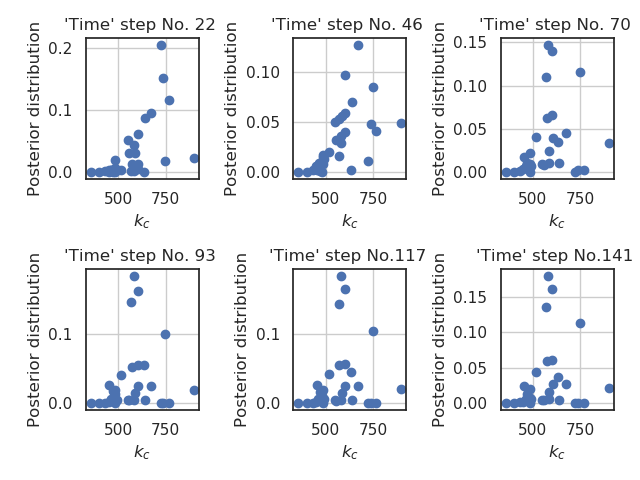 'Time' step No. 22
'Time' step No. 46
'Time' step No. 70
Posterior distribution
0.2
0.1
0.0
500
750
k_c
Posterior distribution
0.10
0.05
0.00
500
750
k_c
Posterior distribution
0.15
0.10
0.05
0.00
500
750
k_c
'Time' step No. 93
'Time' step No.117
'Time' step No.141
Posterior distribution
0.1
0.0
500
750
k_c
Posterior distribution
0.1
0.0
500
750
k_c
Posterior distribution
0.15
0.10
0.05
0.00
500
750
k_c